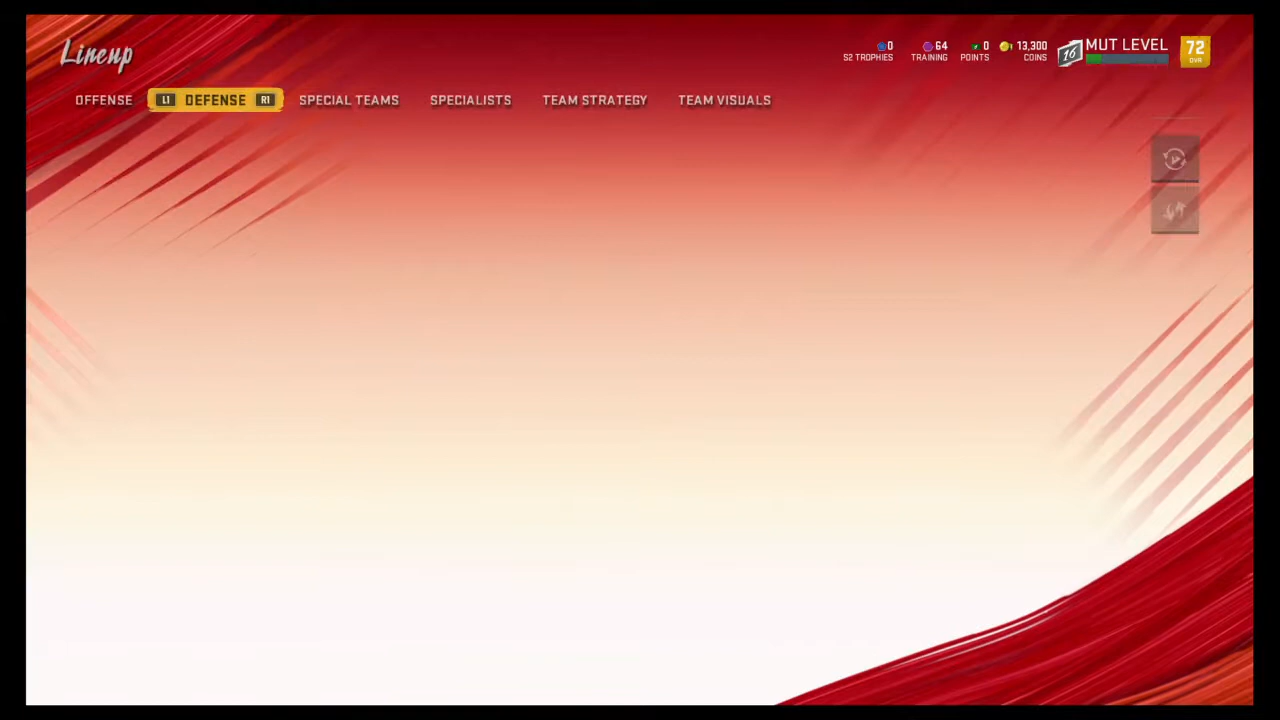 Lineup
0 64 0 13,300 16 MUT LEVEL 72
S2 TROPHIES TRAINING POINTS COINS OVR
OFFENSE L1 DEFENSE R1 SPECIAL TEAMS SPECIALISTS TEAM STRATEGY TEAM VISUALS